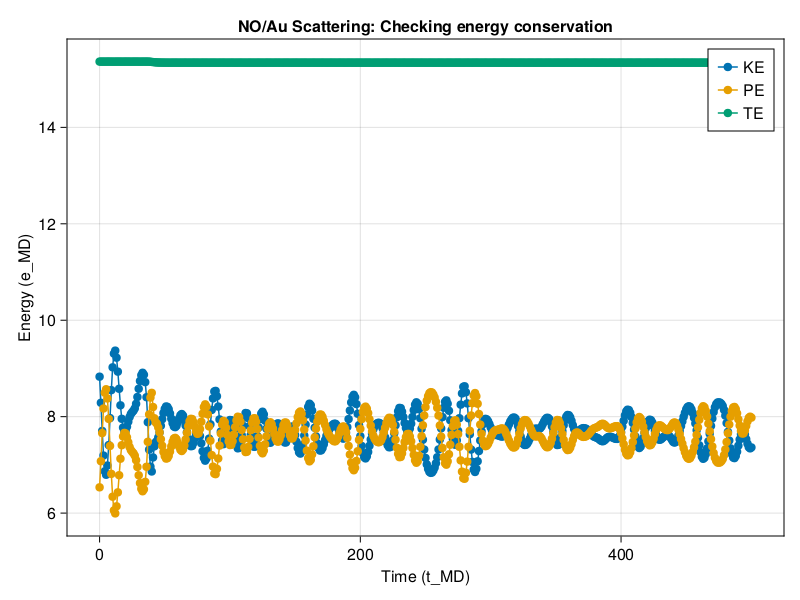 NO/Au Scattering: Checking energy conservation
KE
PE
TE
14
12
10
8
6
Energy (e_MD)
0
200
400
Time (t_MD)